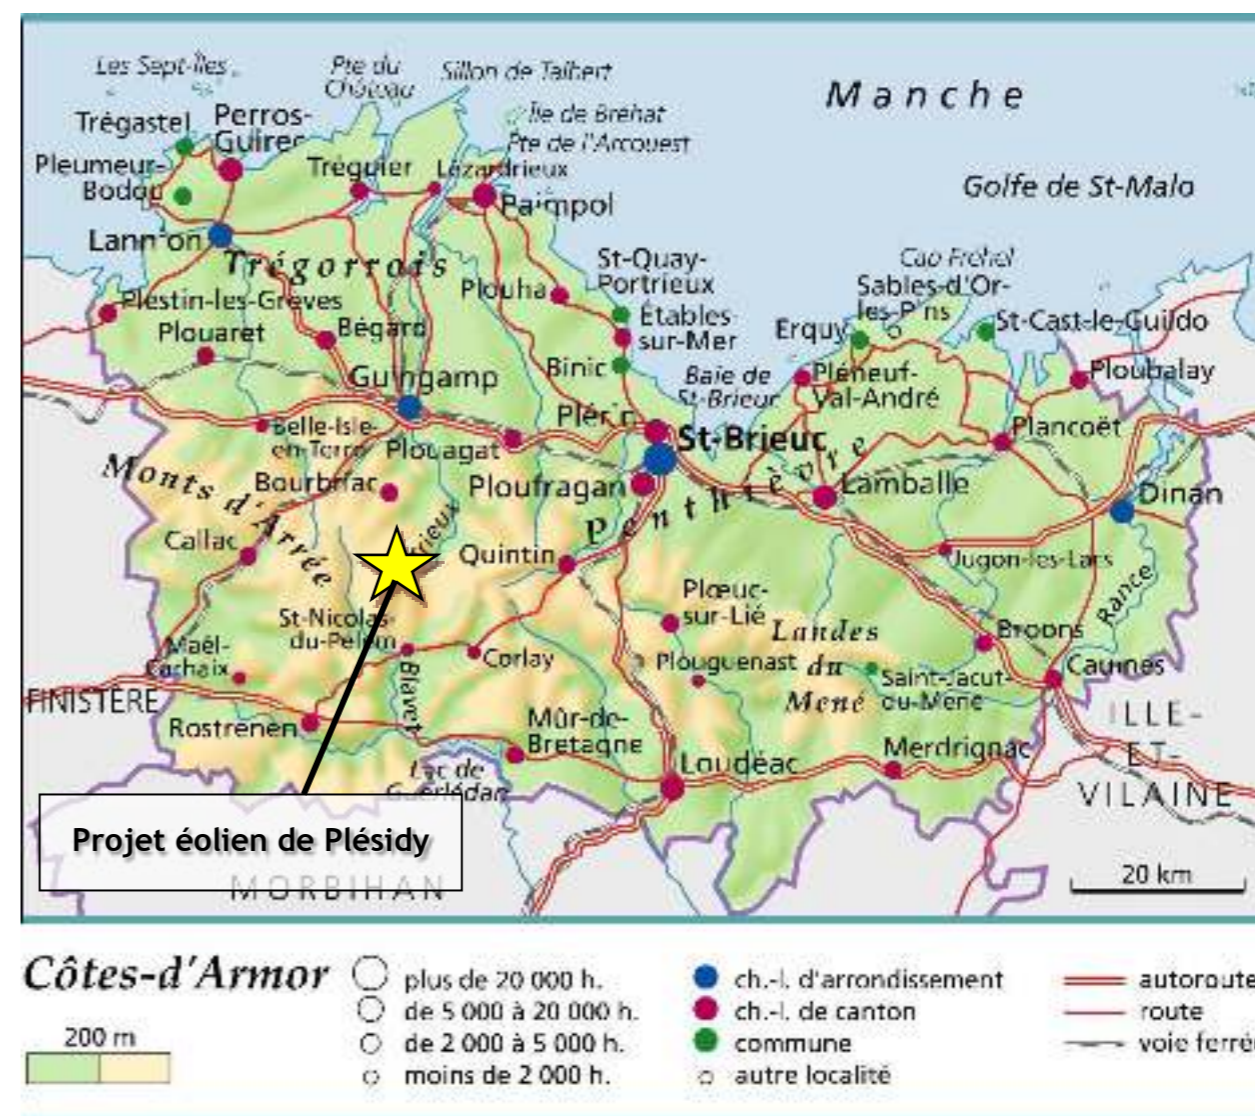 Les Sept-Îles
Pte du
Château
Sillon de Talbert
Manche
Trégastel
Perros-
Guirec
Île de Bréhat
Pte de l'Arcouest
Pleumeur-
Bodou
Tréguier
Lézardrieux
Golfe de St-Malo
Paimpol
Lannion
Trégorrois
St-Quay-
Portrieux
Cap Fréhel
Sables-d'Or-
les-Pins
Plestin-les-Grèves
Plouha
Étables-
sur-Mer
Erquy
St-Cast-le-Guildo
Plouaret
Bégard
Binic
Baie de
St-Brieuc
Pléneuf-
Val-André
Ploubalay
Guingamp
Plérin
St-Brieuc
Plancoët
Belle-Isle-
en-Terre
Plouagat
Monts d'Arrée
Bourbriac
Ploufragan
Penthièvre
Lamballe
Dinan
Callac
Trieux
Quintin
Jugon-les-Lacs
Rance
Plœuc-
sur-Lié
St-Nicolas-
du-Pélem
Landes
du
Mené
Broons
Maël-
Carhaix
Corlay
Plouguenast
Saint-Jacut-
du-Mené
Caulnes
Blavet
FINISTÈRE
Rostrenen
Mûr-de-
Bretagne
ILLE-
ET-
VILAINE
Lac de
Guerlédan
Loudéac
Merdrignac
Projet éolien de Plésidy
MORBIHAN
20 km
Côtes-d'Armor
200 m
plus de 20 000 h.
de 5 000 à 20 000 h.
de 2 000 à 5 000 h.
moins de 2 000 h.
ch.-l. d'arrondissement
ch.-l. de canton
commune
autre localité
autoroute
route
voie ferrée